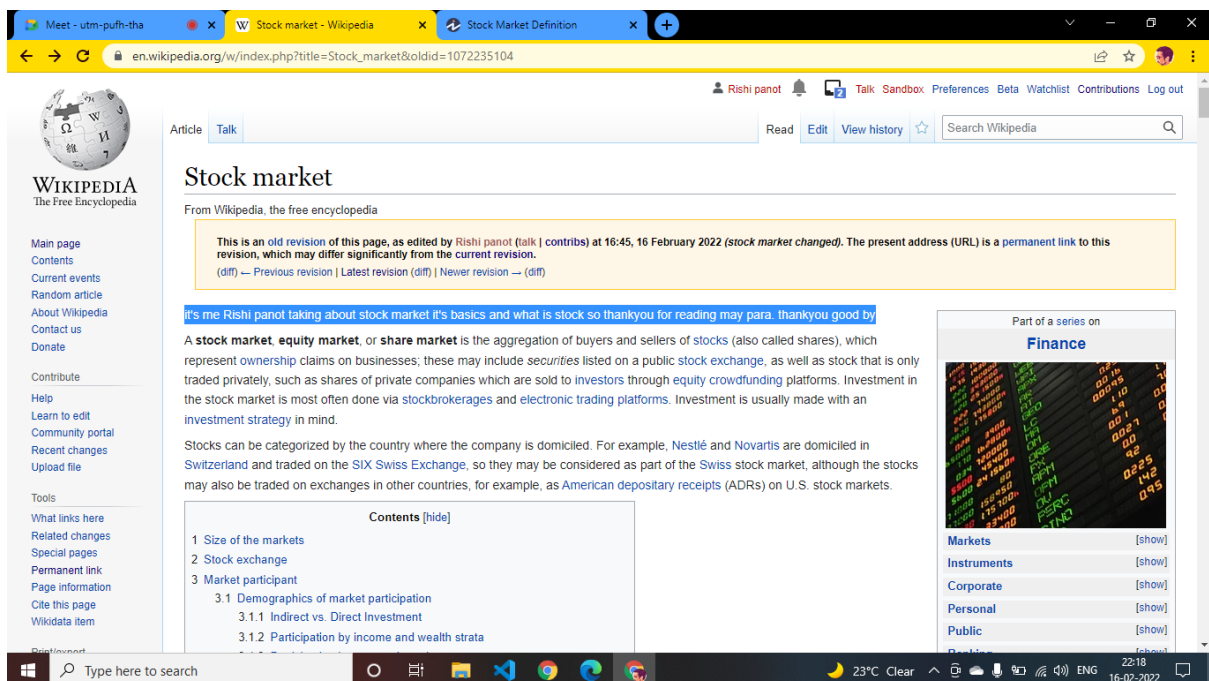 Meet - utm-pufh-tha
Stock market - Wikipedia
Stock Market Definition
en.wikipedia.org/w/index.php?title=Stock_market&oldid=1072235104
Rishi panot 2 Talk Sandbox Preferences Beta Watchlist Contributions Log out
Article Talk Read Edit View history Search Wikipedia
WIKIPEDIA
The Free Encyclopedia
Main page
Contents
Current events
Random article
About Wikipedia
Contact us
Donate
Contribute
Help
Learn to edit
Community portal
Recent changes
Upload file
Tools
What links here
Related changes
Special pages
Permanent link
Page information
Cite this page
Wikidata item
Print/export
Stock market
From Wikipedia, the free encyclopedia
This is an old revision of this page, as edited by Rishi panot (talk | contribs) at 16:45, 16 February 2022 (stock market changed). The present address (URL) is a permanent link to this
revision, which may differ significantly from the current revision.
(diff) ← Previous revision | Latest revision (diff) | Newer revision → (diff)
it's me Rishi panot taking about stock market it's basics and what is stock so thankyou for reading may para. thankyou good by
A stock market, equity market, or share market is the aggregation of buyers and sellers of stocks (also called shares), which
represent ownership claims on businesses; these may include securities listed on a public stock exchange, as well as stock that is only
traded privately, such as shares of private companies which are sold to investors through equity crowdfunding platforms. Investment in
the stock market is most often done via stockbrokerages and electronic trading platforms. Investment is usually made with an
investment strategy in mind.
Stocks can be categorized by the country where the company is domiciled. For example, Nestlé and Novartis are domiciled in
Switzerland and traded on the SIX Swiss Exchange, so they may be considered as part of the Swiss stock market, although the stocks
may also be traded on exchanges in other countries, for example, as American depositary receipts (ADRs) on U.S. stock markets.
Contents [hide]
1 Size of the markets
2 Stock exchange
3 Market participant
3.1 Demographics of market participation
3.1.1 Indirect vs. Direct Investment
3.1.2 Participation by income and wealth strata
Part of a series on
Finance
Markets [show]
Instruments [show]
Corporate [show]
Personal [show]
Public [show]
Type here to search
23°C Clear ENG
22:18
16-02-2022